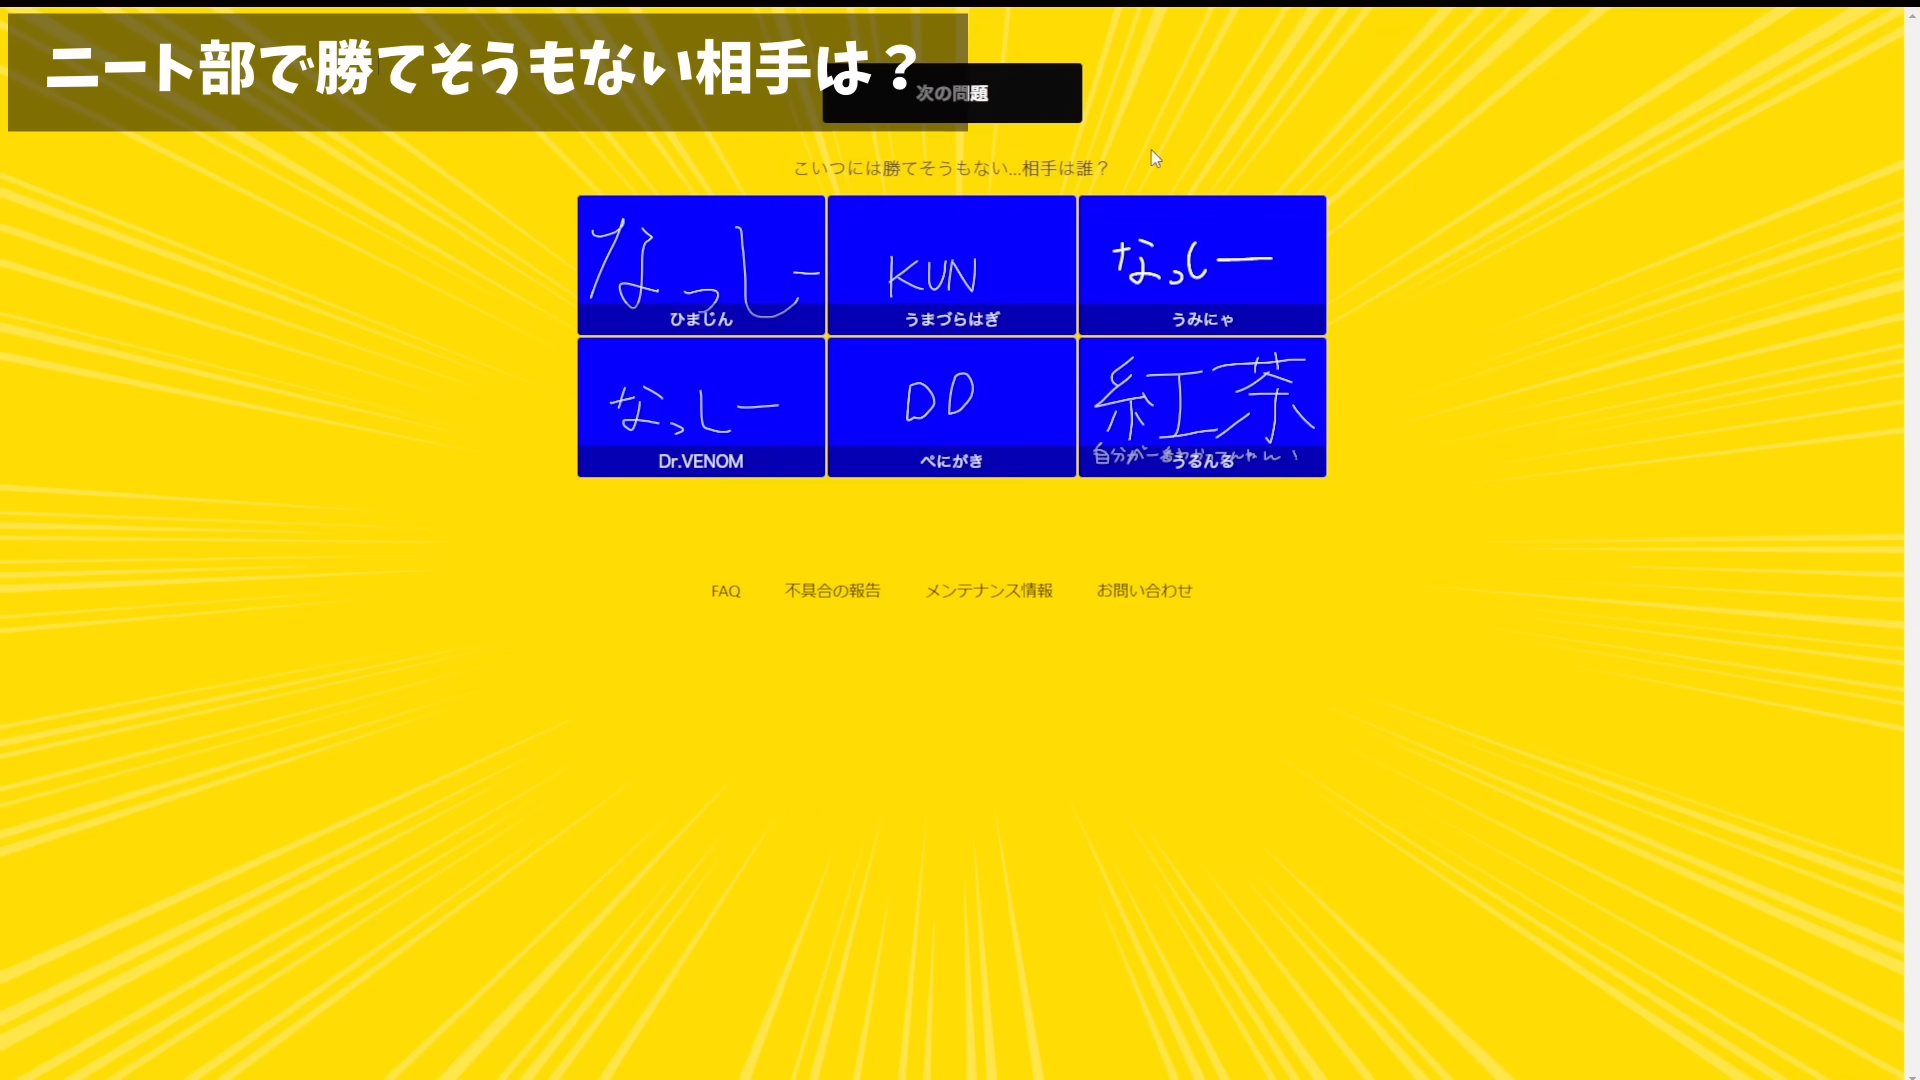 ニート部で勝てそうもない相手は？
次の問題
こいつには勝てそうもない...相手は誰？
なっしー
ひまじん
KUN
うまづらはぎ
なっしー
うみにゃ
なっしー
Dr.VENOM
DD
ぺにがき
紅茶
自分が一番
うるんる
FAQ 不具合の報告 メンテナンス情報 お問い合わせ